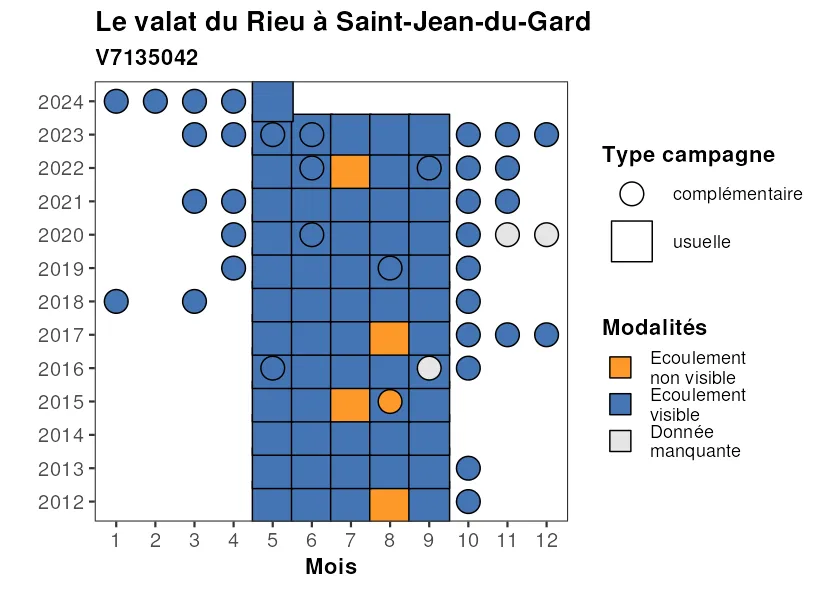 Le valat du Rieu à Saint-Jean-du-Gard
V7135042
2024
2023
2022
2021
2020
2019
2018
2017
2016
2015
2014
2013
2012
1 2 3 4 5 6 7 8 9 10 11 12
Mois
Type campagne
complémentaire
usuelle
Modalités
Ecoulement
non visible
Ecoulement
visible
Donnée
manquante